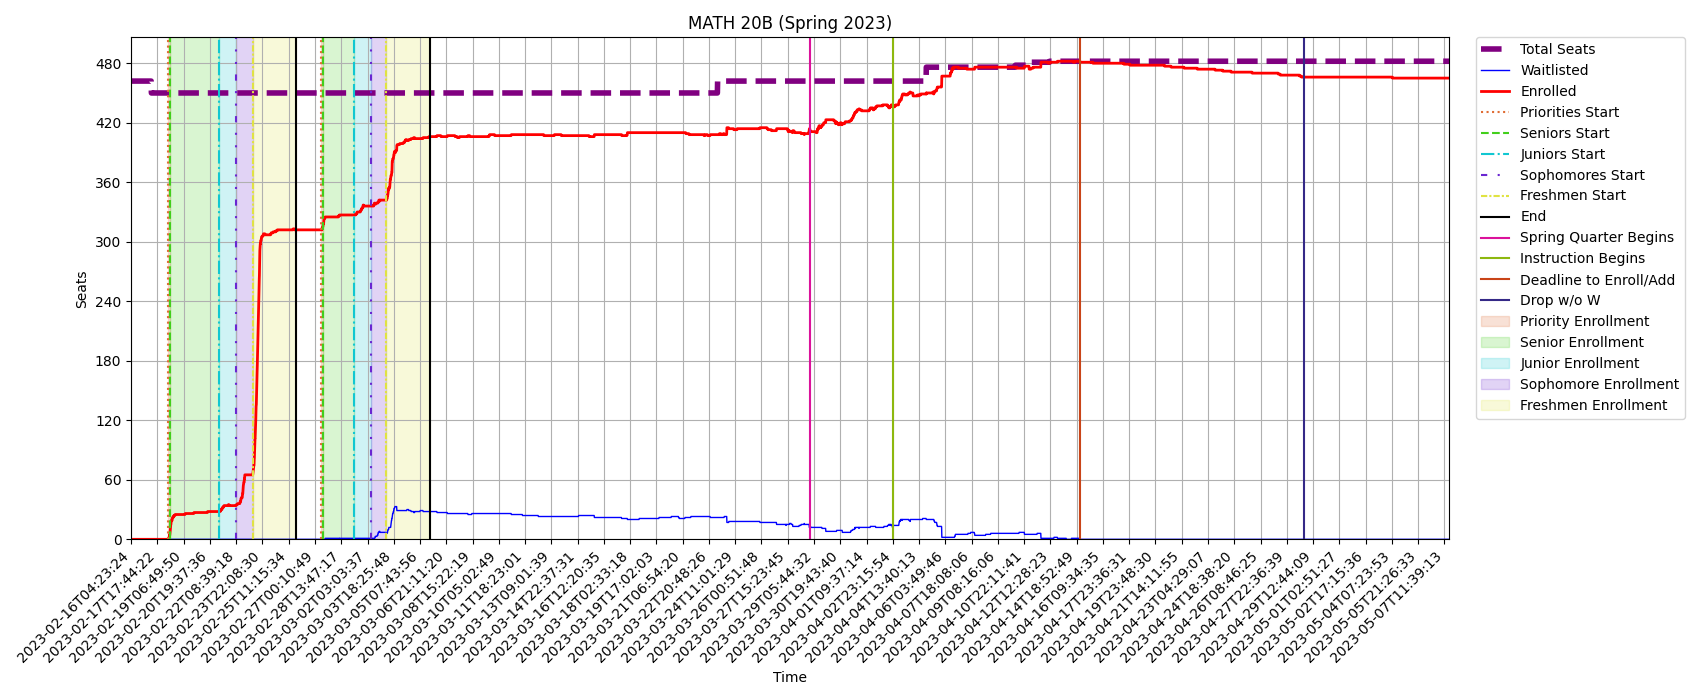 MATH 20B (Spring 2023)
Seats
480
420
360
300
240
180
120
60
0
2023-02-16T04:23:24
2023-02-17T17:44:22
2023-02-19T06:49:50
2023-02-20T19:37:36
2023-02-22T08:39:18
2023-02-23T22:08:30
2023-02-25T11:15:34
2023-02-27T00:10:49
2023-02-28T13:47:17
2023-03-02T03:03:37
2023-03-03T18:25:48
2023-03-05T07:43:56
2023-03-06T21:11:20
2023-03-08T15:22:19
2023-03-10T05:02:49
2023-03-11T18:23:01
2023-03-13T09:01:39
2023-03-14T22:37:31
2023-03-16T12:20:35
2023-03-18T02:33:18
2023-03-19T17:02:03
2023-03-21T06:54:20
2023-03-22T20:48:26
2023-03-24T11:01:29
2023-03-26T00:51:48
2023-03-27T15:23:45
2023-03-29T05:44:32
2023-03-30T19:43:40
2023-04-01T09:37:14
2023-04-02T23:15:54
2023-04-04T13:40:13
2023-04-06T03:49:46
2023-04-07T18:08:06
2023-04-09T08:16:06
2023-04-10T22:11:41
2023-04-12T12:28:23
2023-04-14T18:52:49
2023-04-16T09:34:35
2023-04-17T23:36:31
2023-04-19T23:48:30
2023-04-21T14:11:55
2023-04-23T04:29:07
2023-04-24T18:38:20
2023-04-26T08:46:25
2023-04-27T22:36:39
2023-04-29T12:44:09
2023-05-01T02:51:27
2023-05-02T17:15:36
2023-05-04T07:23:53
2023-05-05T21:26:33
2023-05-07T11:39:13
Time
Total Seats
Waitlisted
Enrolled
Priorities Start
Seniors Start
Juniors Start
Sophomores Start
Freshmen Start
End
Spring Quarter Begins
Instruction Begins
Deadline to Enroll/Add
Drop w/o W
Priority Enrollment
Senior Enrollment
Junior Enrollment
Sophomore Enrollment
Freshmen Enrollment